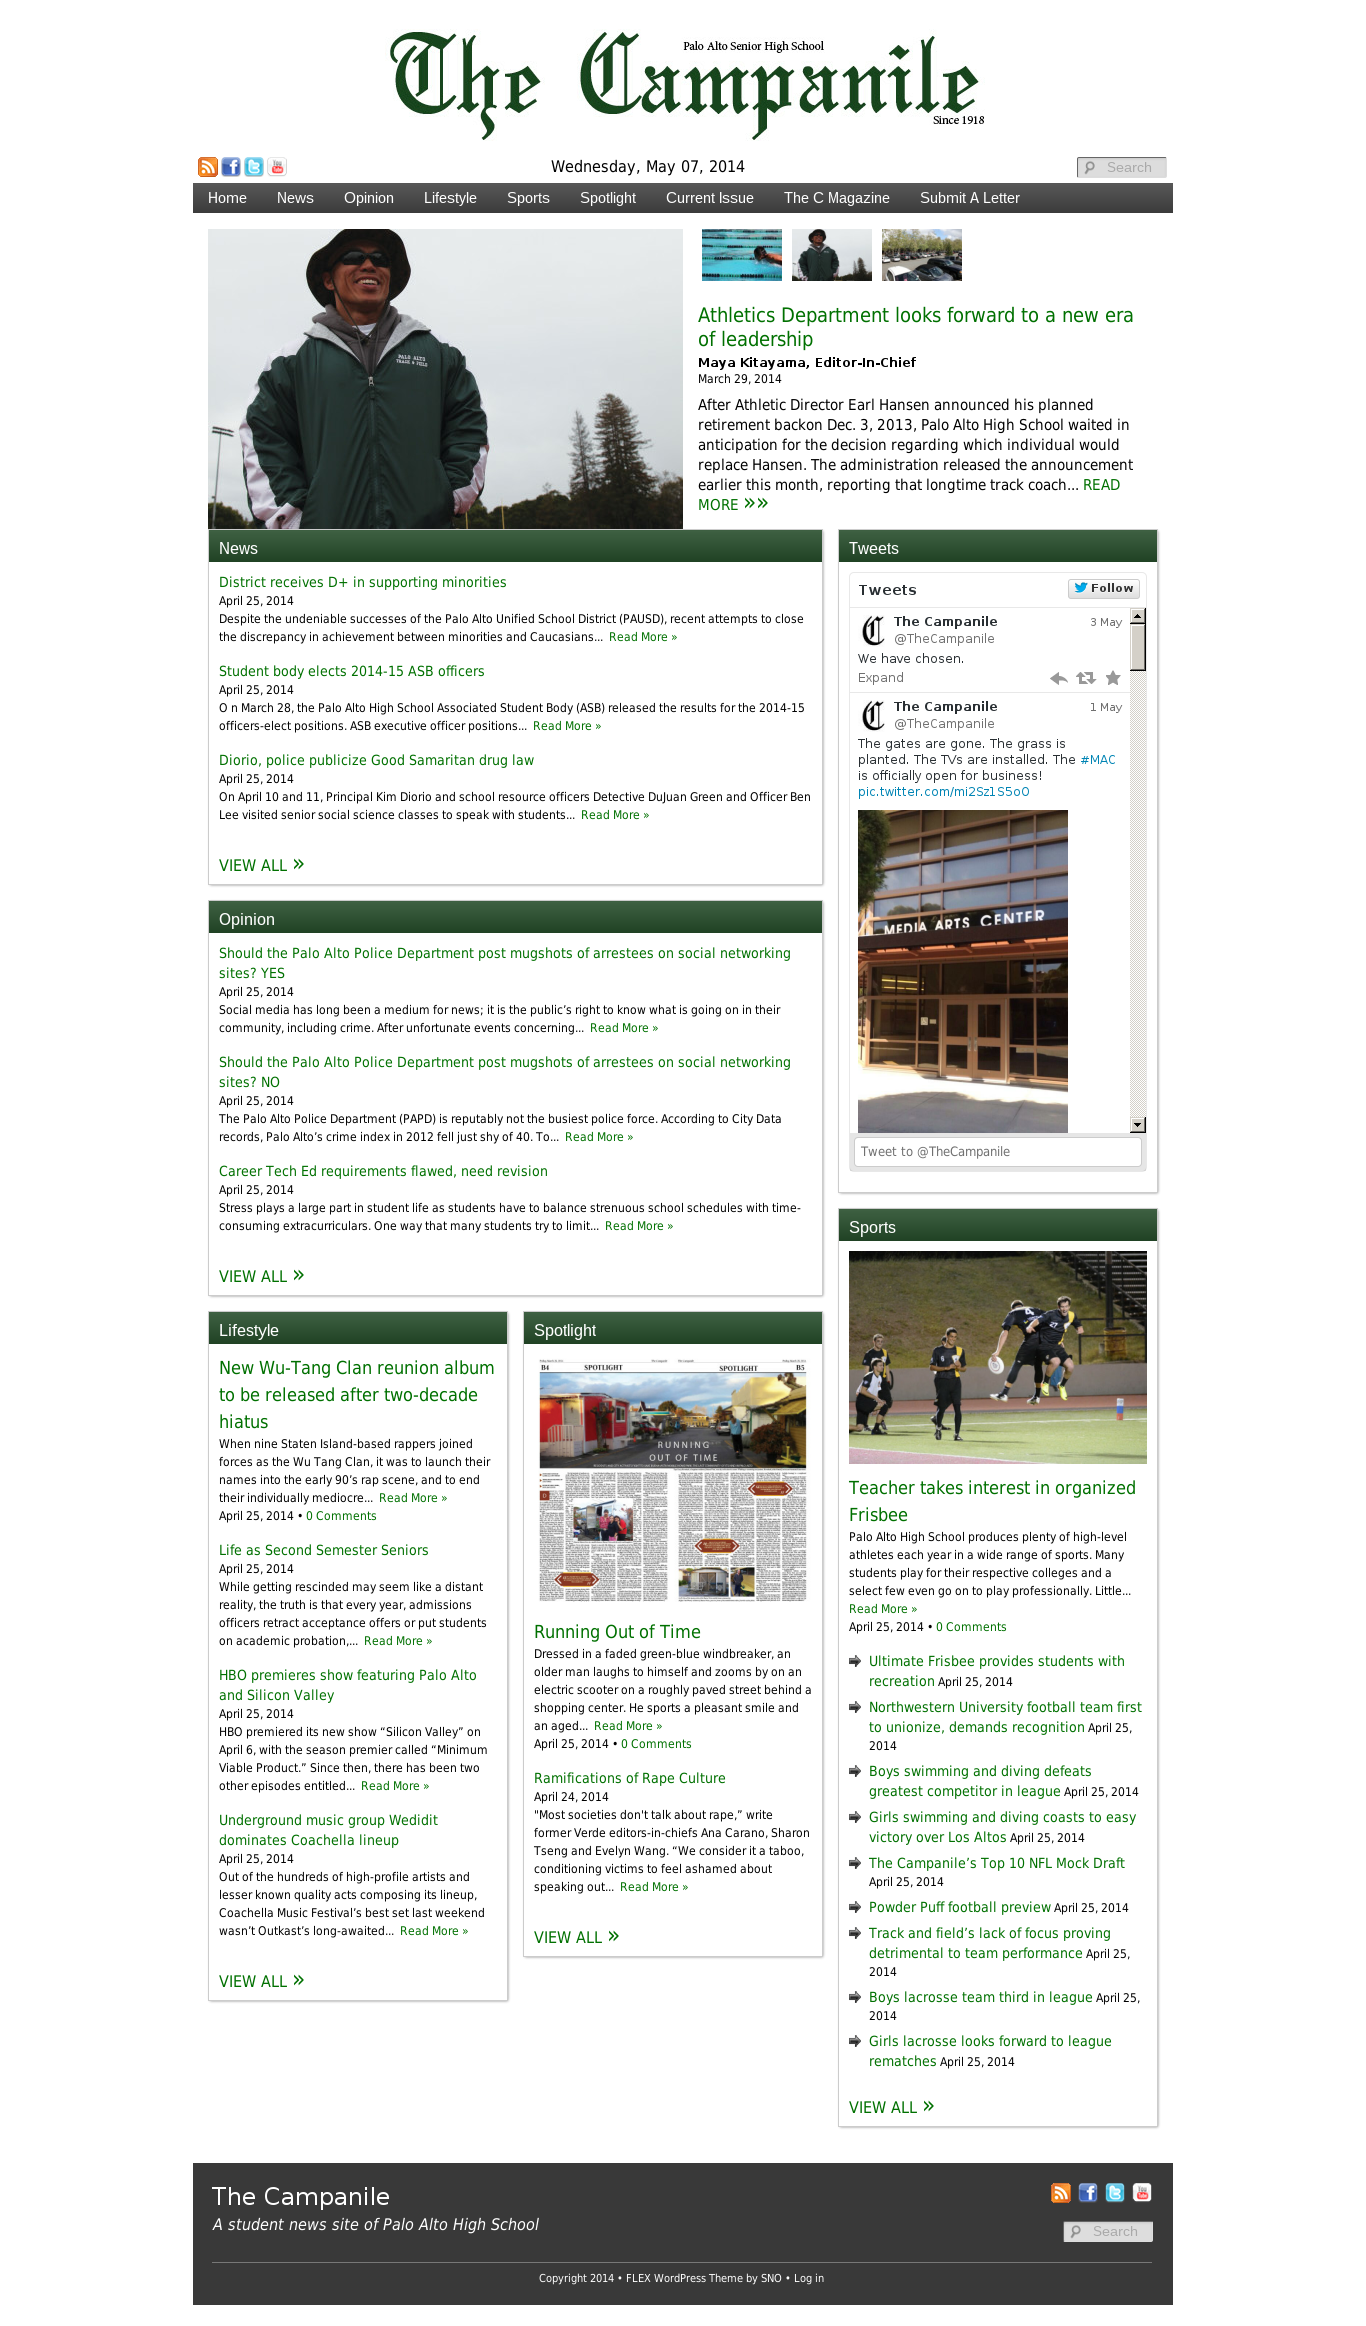 The Campanile
Palo Alto Senior High School
Since 1918
Wednesday, May 07, 2014
Search
Home News Opinion Lifestyle Sports Spotlight Current Issue The C Magazine Submit A Letter
PALO ALTO
TRACK & FIELD
Athletics Department looks forward to a new era
of leadership
Maya Kitayama, Editor-In-Chief
March 29, 2014
After Athletic Director Earl Hansen announced his planned
retirement backon Dec. 3, 2013, Palo Alto High School waited in
anticipation for the decision regarding which individual would
replace Hansen. The administration released the announcement
earlier this month, reporting that longtime track coach... READ
MORE »»
News
District receives D+ in supporting minorities
April 25, 2014
Despite the undeniable successes of the Palo Alto Unified School District (PAUSD), recent attempts to close
the discrepancy in achievement between minorities and Caucasians... Read More »
Student body elects 2014-15 ASB officers
April 25, 2014
O n March 28, the Palo Alto High School Associated Student Body (ASB) released the results for the 2014-15
officers-elect positions. ASB executive officer positions... Read More »
Diorio, police publicize Good Samaritan drug law
April 25, 2014
On April 10 and 11, Principal Kim Diorio and school resource officers Detective DuJuan Green and Officer Ben
Lee visited senior social science classes to speak with students... Read More »
VIEW ALL »
Opinion
Should the Palo Alto Police Department post mugshots of arrestees on social networking
sites? YES
April 25, 2014
Social media has long been a medium for news; it is the public’s right to know what is going on in their
community, including crime. After unfortunate events concerning... Read More »
Should the Palo Alto Police Department post mugshots of arrestees on social networking
sites? NO
April 25, 2014
The Palo Alto Police Department (PAPD) is reputably not the busiest police force. According to City Data
records, Palo Alto’s crime index in 2012 fell just shy of 40. To... Read More »
Career Tech Ed requirements flawed, need revision
April 25, 2014
Stress plays a large part in student life as students have to balance strenuous school schedules with time-
consuming extracurriculars. One way that many students try to limit... Read More »
VIEW ALL »
Lifestyle
New Wu-Tang Clan reunion album
to be released after two-decade
hiatus
When nine Staten Island-based rappers joined
forces as the Wu Tang Clan, it was to launch their
names into the early 90’s rap scene, and to end
their individually mediocre... Read More »
April 25, 2014 • 0 Comments
Life as Second Semester Seniors
April 25, 2014
While getting rescinded may seem like a distant
reality, the truth is that every year, admissions
officers retract acceptance offers or put students
on academic probation,... Read More »
HBO premieres show featuring Palo Alto
and Silicon Valley
April 25, 2014
HBO premiered its new show “Silicon Valley” on
April 6, with the season premier called “Minimum
Viable Product.” Since then, there has been two
other episodes entitled... Read More »
Underground music group Wedidit
dominates Coachella lineup
April 25, 2014
Out of the hundreds of high-profile artists and
lesser known quality acts composing its lineup,
Coachella Music Festival’s best set last weekend
wasn’t Outkast’s long-awaited... Read More »
VIEW ALL »
Spotlight
B4 SPOTLIGHT SPOTLIGHT B5
RUNNING
OUT OF TIME
Running Out of Time
Dressed in a faded green-blue windbreaker, an
older man laughs to himself and zooms by on an
electric scooter on a roughly paved street behind a
shopping center. He sports a pleasant smile and
an aged... Read More »
April 25, 2014 • 0 Comments
Ramifications of Rape Culture
April 24, 2014
"Most societies don't talk about rape,” write
former Verde editors-in-chiefs Ana Carano, Sharon
Tseng and Evelyn Wang. “We consider it a taboo,
conditioning victims to feel ashamed about
speaking out... Read More »
VIEW ALL »
Tweets
Tweets Follow
The Campanile 3 May
@TheCampanile
We have chosen.
Expand
The Campanile 1 May
@TheCampanile
The gates are gone. The grass is
planted. The TVs are installed. The #MAC
is officially open for business!
pic.twitter.com/mi2Sz1S5oO
MEDIA ARTS CENTER
Tweet to @TheCampanile
Sports
Teacher takes interest in organized
Frisbee
Palo Alto High School produces plenty of high-level
athletes each year in a wide range of sports. Many
students play for their respective colleges and a
select few even go on to play professionally. Little...
Read More »
April 25, 2014 • 0 Comments
Ultimate Frisbee provides students with
recreation April 25, 2014
Northwestern University football team first
to unionize, demands recognition April 25,
2014
Boys swimming and diving defeats
greatest competitor in league April 25, 2014
Girls swimming and diving coasts to easy
victory over Los Altos April 25, 2014
The Campanile’s Top 10 NFL Mock Draft
April 25, 2014
Powder Puff football preview April 25, 2014
Track and field’s lack of focus proving
detrimental to team performance April 25,
2014
Boys lacrosse team third in league April 25,
2014
Girls lacrosse looks forward to league
rematches April 25, 2014
VIEW ALL »
The Campanile
A student news site of Palo Alto High School
Search
Copyright 2014 • FLEX WordPress Theme by SNO • Log in